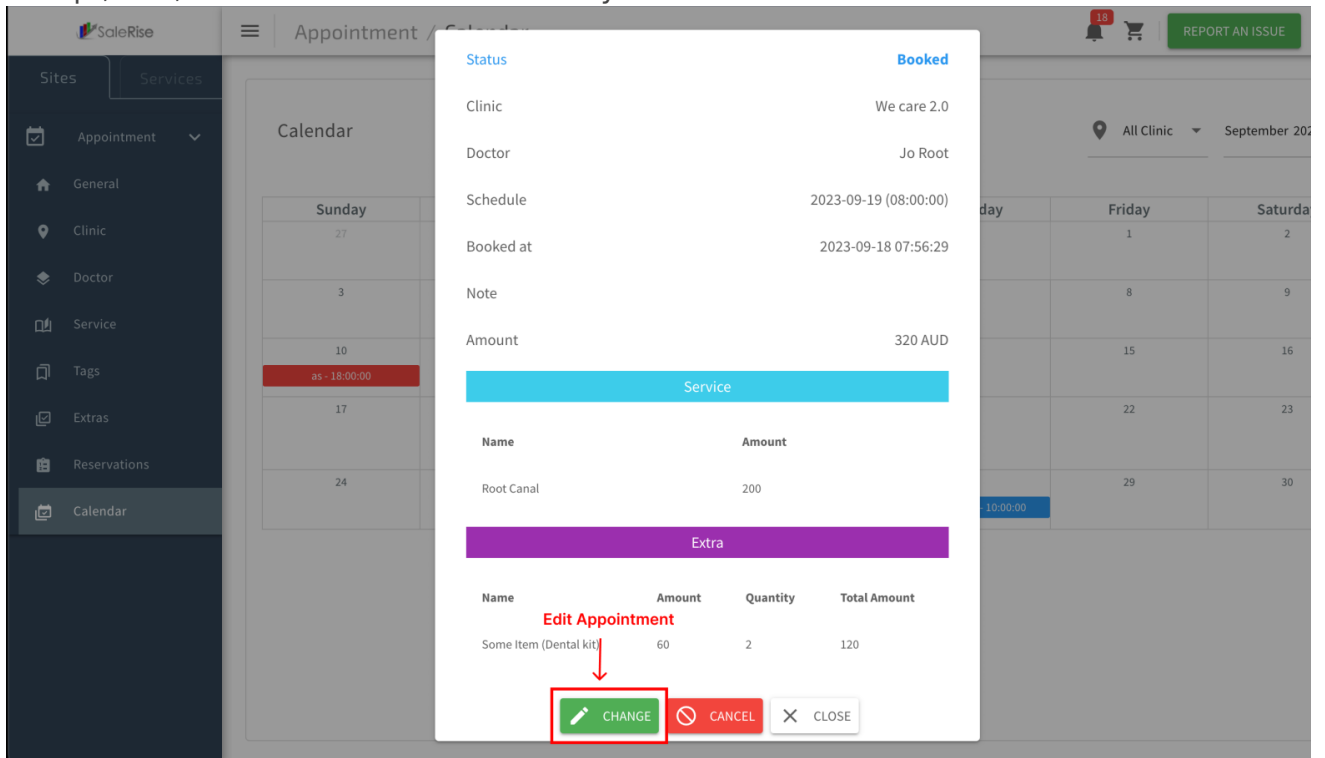 SaleRise
Appointment /
18
REPORT AN ISSUE
Sites
Services
Appointment
General
Clinic
Doctor
Service
Tags
Extras
Reservations
Calendar
Calendar
All Clinic
September 202
Sunday
day
Friday
Saturda
27
1
2
3
8
9
10
15
16
as - 18:00:00
17
22
23
24
29
30
- 10:00:00
Status Booked
Clinic We care 2.0
Doctor Jo Root
Schedule 2023-09-19 (08:00:00)
Booked at 2023-09-18 07:56:29
Note
Amount 320 AUD
Service
Name Amount
Root Canal 200
Extra
Name Amount Quantity Total Amount
Edit Appointment
Some Item (Dental kit) 60 2 120
CHANGE
CANCEL
CLOSE